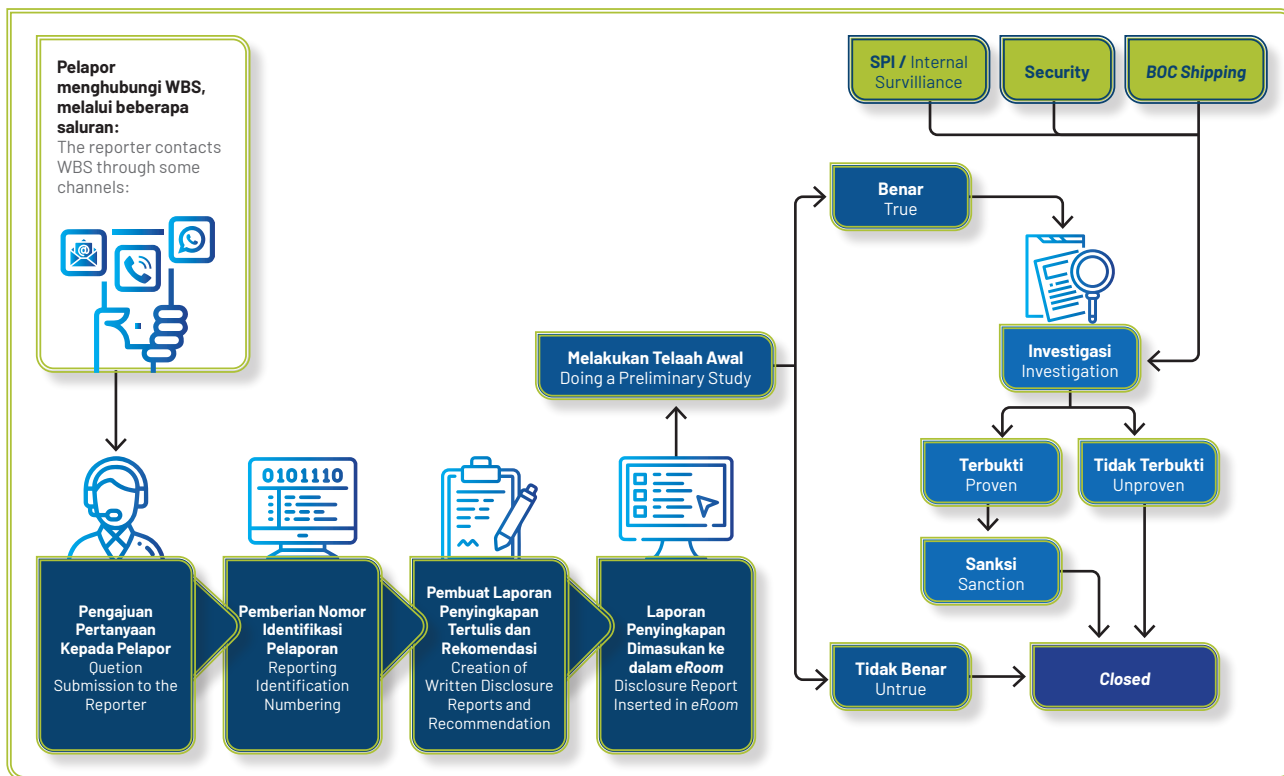 Pelapor
menghubungi WBS,
melalui beberapa
saluran:
The reporter contacts
WBS through some
channels:
SPI / Internal
Survilliance
Security
BOC Shipping
Benar
True
Melakukan Telaah Awal
Doing a Preliminary Study
Investigasi
Investigation
Terbukti
Proven
Tidak Terbukti
Unproven
Sanksi
Sanction
Tidak Benar
Untrue
Closed
0101110
Pengajuan
Pertanyaan
Kepada Pelapor
Quetion
Submission to the
Reporter
Pemberian Nomor
Identifikasi
Pelaporan
Reporting
Identification
Numbering
Pembuat Laporan
Penyingkapan
Tertulis dan
Rekomendasi
Creation of
Written Disclosure
Reports and
Recommendation
Laporan
Penyingkapan
Dimasukan ke
dalam eRoom
Disclosure Report
Inserted in eRoom